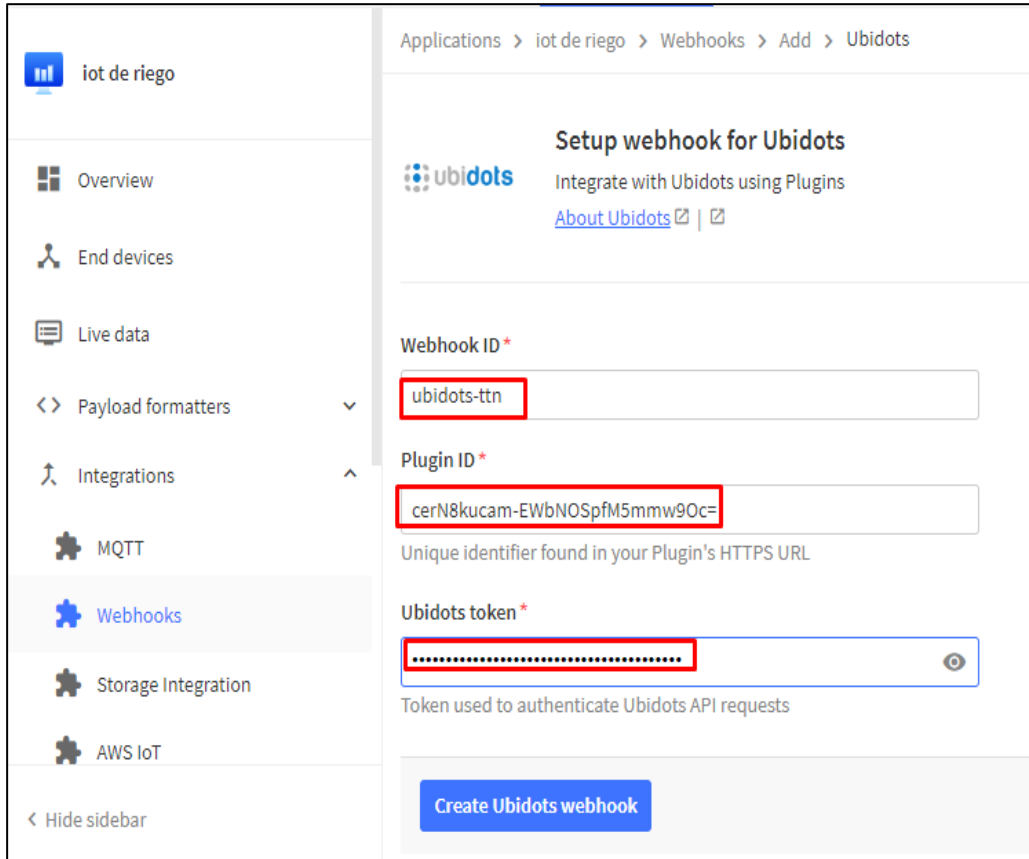 iot de riego
Overview
End devices
Live data
Payload formatters
Integrations
MQTT
Webhooks
Storage Integration
AWS IoT
< Hide sidebar
Applications > iot de riego > Webhooks > Add > Ubidots
ubidots
Setup webhook for Ubidots
Integrate with Ubidots using Plugins
About Ubidots |
Webhook ID *
ubidots-ttn
Plugin ID *
cerN8kucam-EWbNOSpfM5mmw9Oc=
Unique identifier found in your Plugin's HTTPS URL
Ubidots token *
••••••••••••••••••••••••••••••••••••••••
Token used to authenticate Ubidots API requests
Create Ubidots webhook